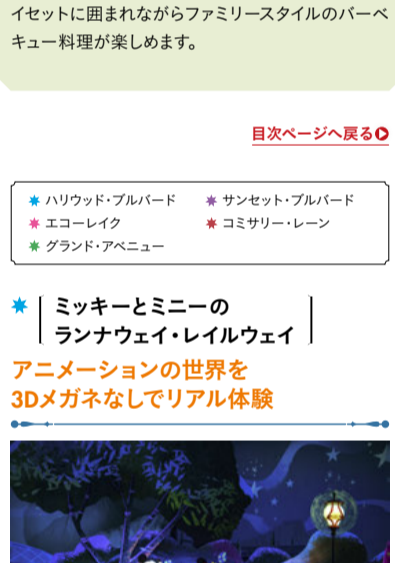 イセットに囲まれながらファミリースタイルのバーベ
キュー料理が楽しめます。
目次ページへ戻る
ハリウッド・ブルバード
サンセット・ブルバード
エコーレイク
コミサリー・レーン
グランド・アベニュー
ミッキーとミニーの
ランナウェイ・レイルウェイ
アニメーションの世界を
3Dメガネなしでリアル体験